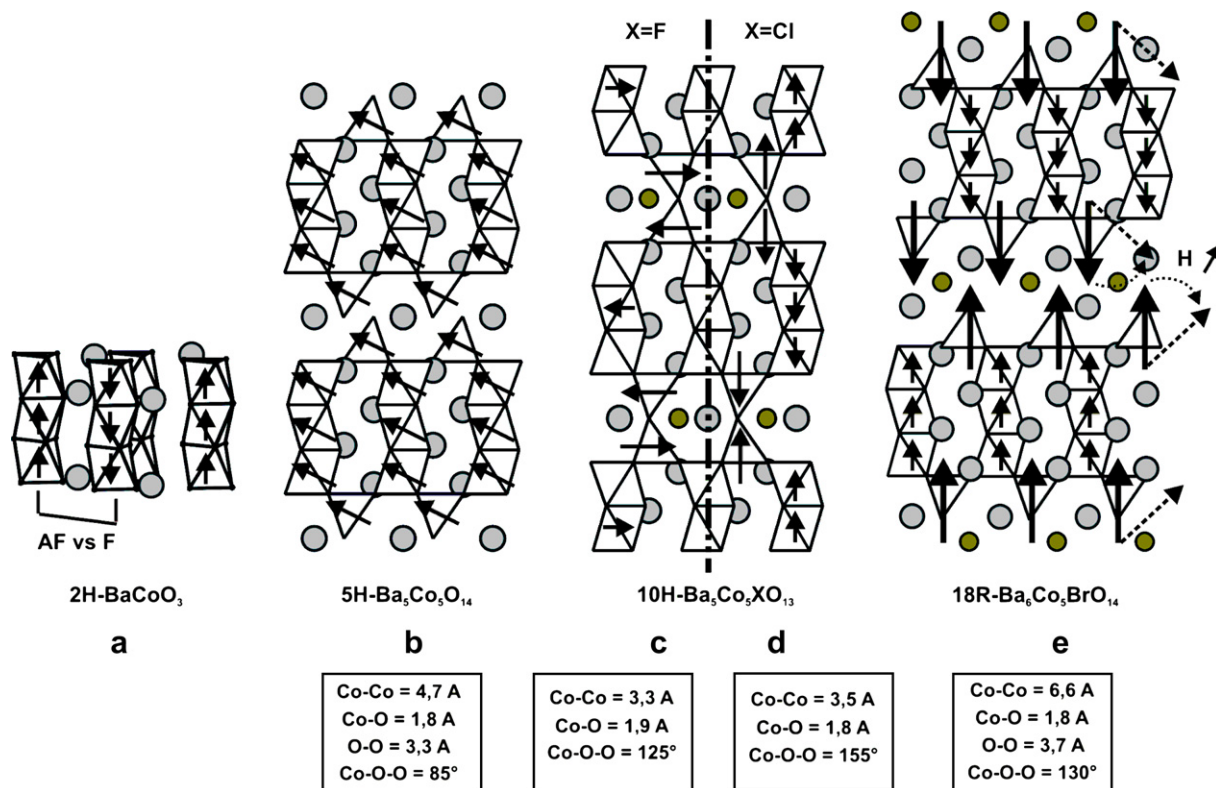 X=F
X=Cl
H
AF vs F
2H-BaCoO₃
5H-Ba₅Co₅O₁₄
10H-Ba₅Co₅XO₁₃
18R-Ba₆Co₅BrO₁₄
a
b
c
d
e
Co-Co = 4,7 A
Co-O = 1,8 A
O-O = 3,3 A
Co-O-O = 85°
Co-Co = 3,3 A
Co-O = 1,9 A
Co-O-O = 125°
Co-Co = 3,5 A
Co-O = 1,8 A
Co-O-O = 155°
Co-Co = 6,6 A
Co-O = 1,8 A
O-O = 3,7 A
Co-O-O = 130°